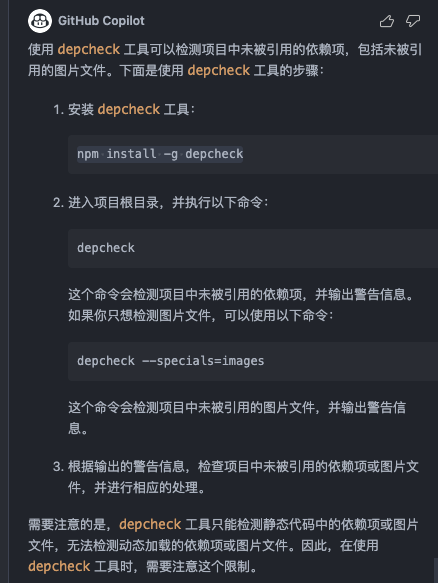 GitHub Copilot
使用 depcheck 工具可以检测项目中未被引用的依赖项，包括未被引
用的图片文件。下面是使用 depcheck 工具的步骤：
1. 安装 depcheck 工具：
npm install -g depcheck
2. 进入项目根目录，并执行以下命令：
depcheck
这个命令会检测项目中未被引用的依赖项，并输出警告信息。
如果你只想检测图片文件，可以使用以下命令：
depcheck --specials=images
这个命令会检测项目中未被引用的图片文件，并输出警告信
息。
3. 根据输出的警告信息，检查项目中未被引用的依赖项或图片文
件，并进行相应的处理。
需要注意的是，depcheck 工具只能检测静态代码中的依赖项或图片
文件，无法检测动态加载的依赖项或图片文件。因此，在使用
depcheck 工具时，需要注意这个限制。